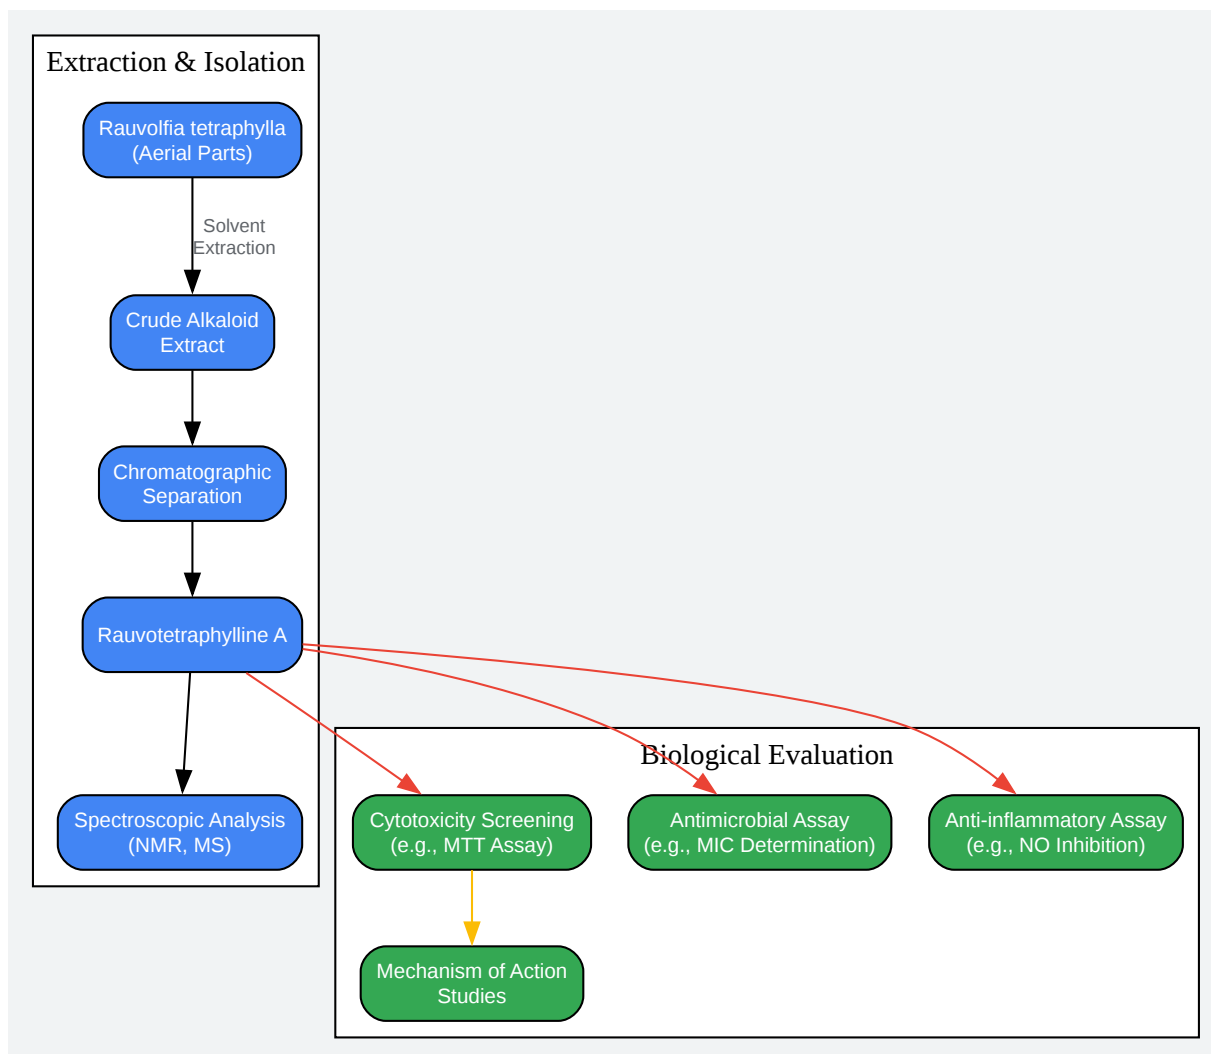 Extraction & Isolation
Rauvolfia tetraphylla
(Aerial Parts)
Solvent
Extraction
Crude Alkaloid
Extract
Chromatographic
Separation
Rauvotetraphylline A
Spectroscopic Analysis
(NMR, MS)
Biological Evaluation
Cytotoxicity Screening
(e.g., MTT Assay)
Antimicrobial Assay
(e.g., MIC Determination)
Anti-inflammatory Assay
(e.g., NO Inhibition)
Mechanism of Action
Studies